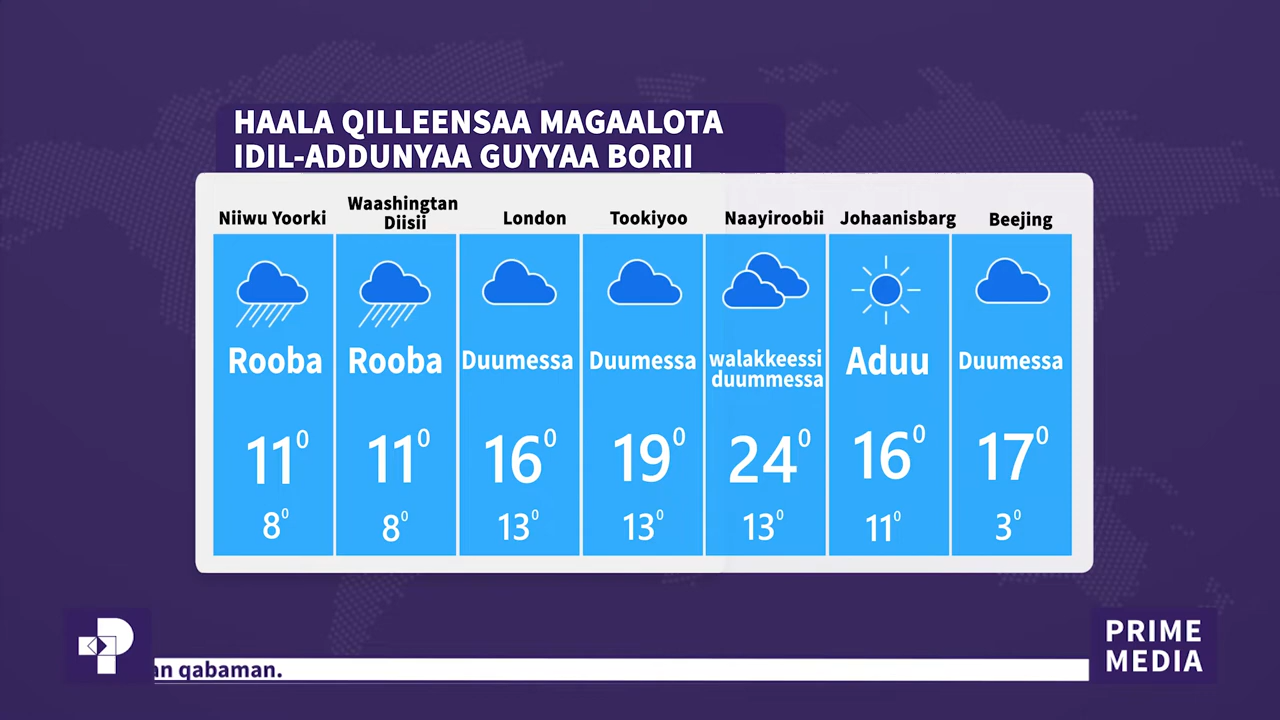 HAALA QILLEENSAA MAGAALOTA
IDIL-ADDUNYAA GUYYAA BORII
Niiwu Yoorki
Waashingtan
Diisii
London
Tookiyoo
Naayiroobii
Johaanisbarg
Beejing
Rooba
Rooba
Duumessa
Duumessa
walakkeessi
duummessa
Aduu
Duumessa
11⁰
11⁰
16⁰
19⁰
24⁰
16⁰
17⁰
8⁰
8⁰
13⁰
13⁰
13⁰
11⁰
3⁰
an qabaman.
PRIME
MEDIA